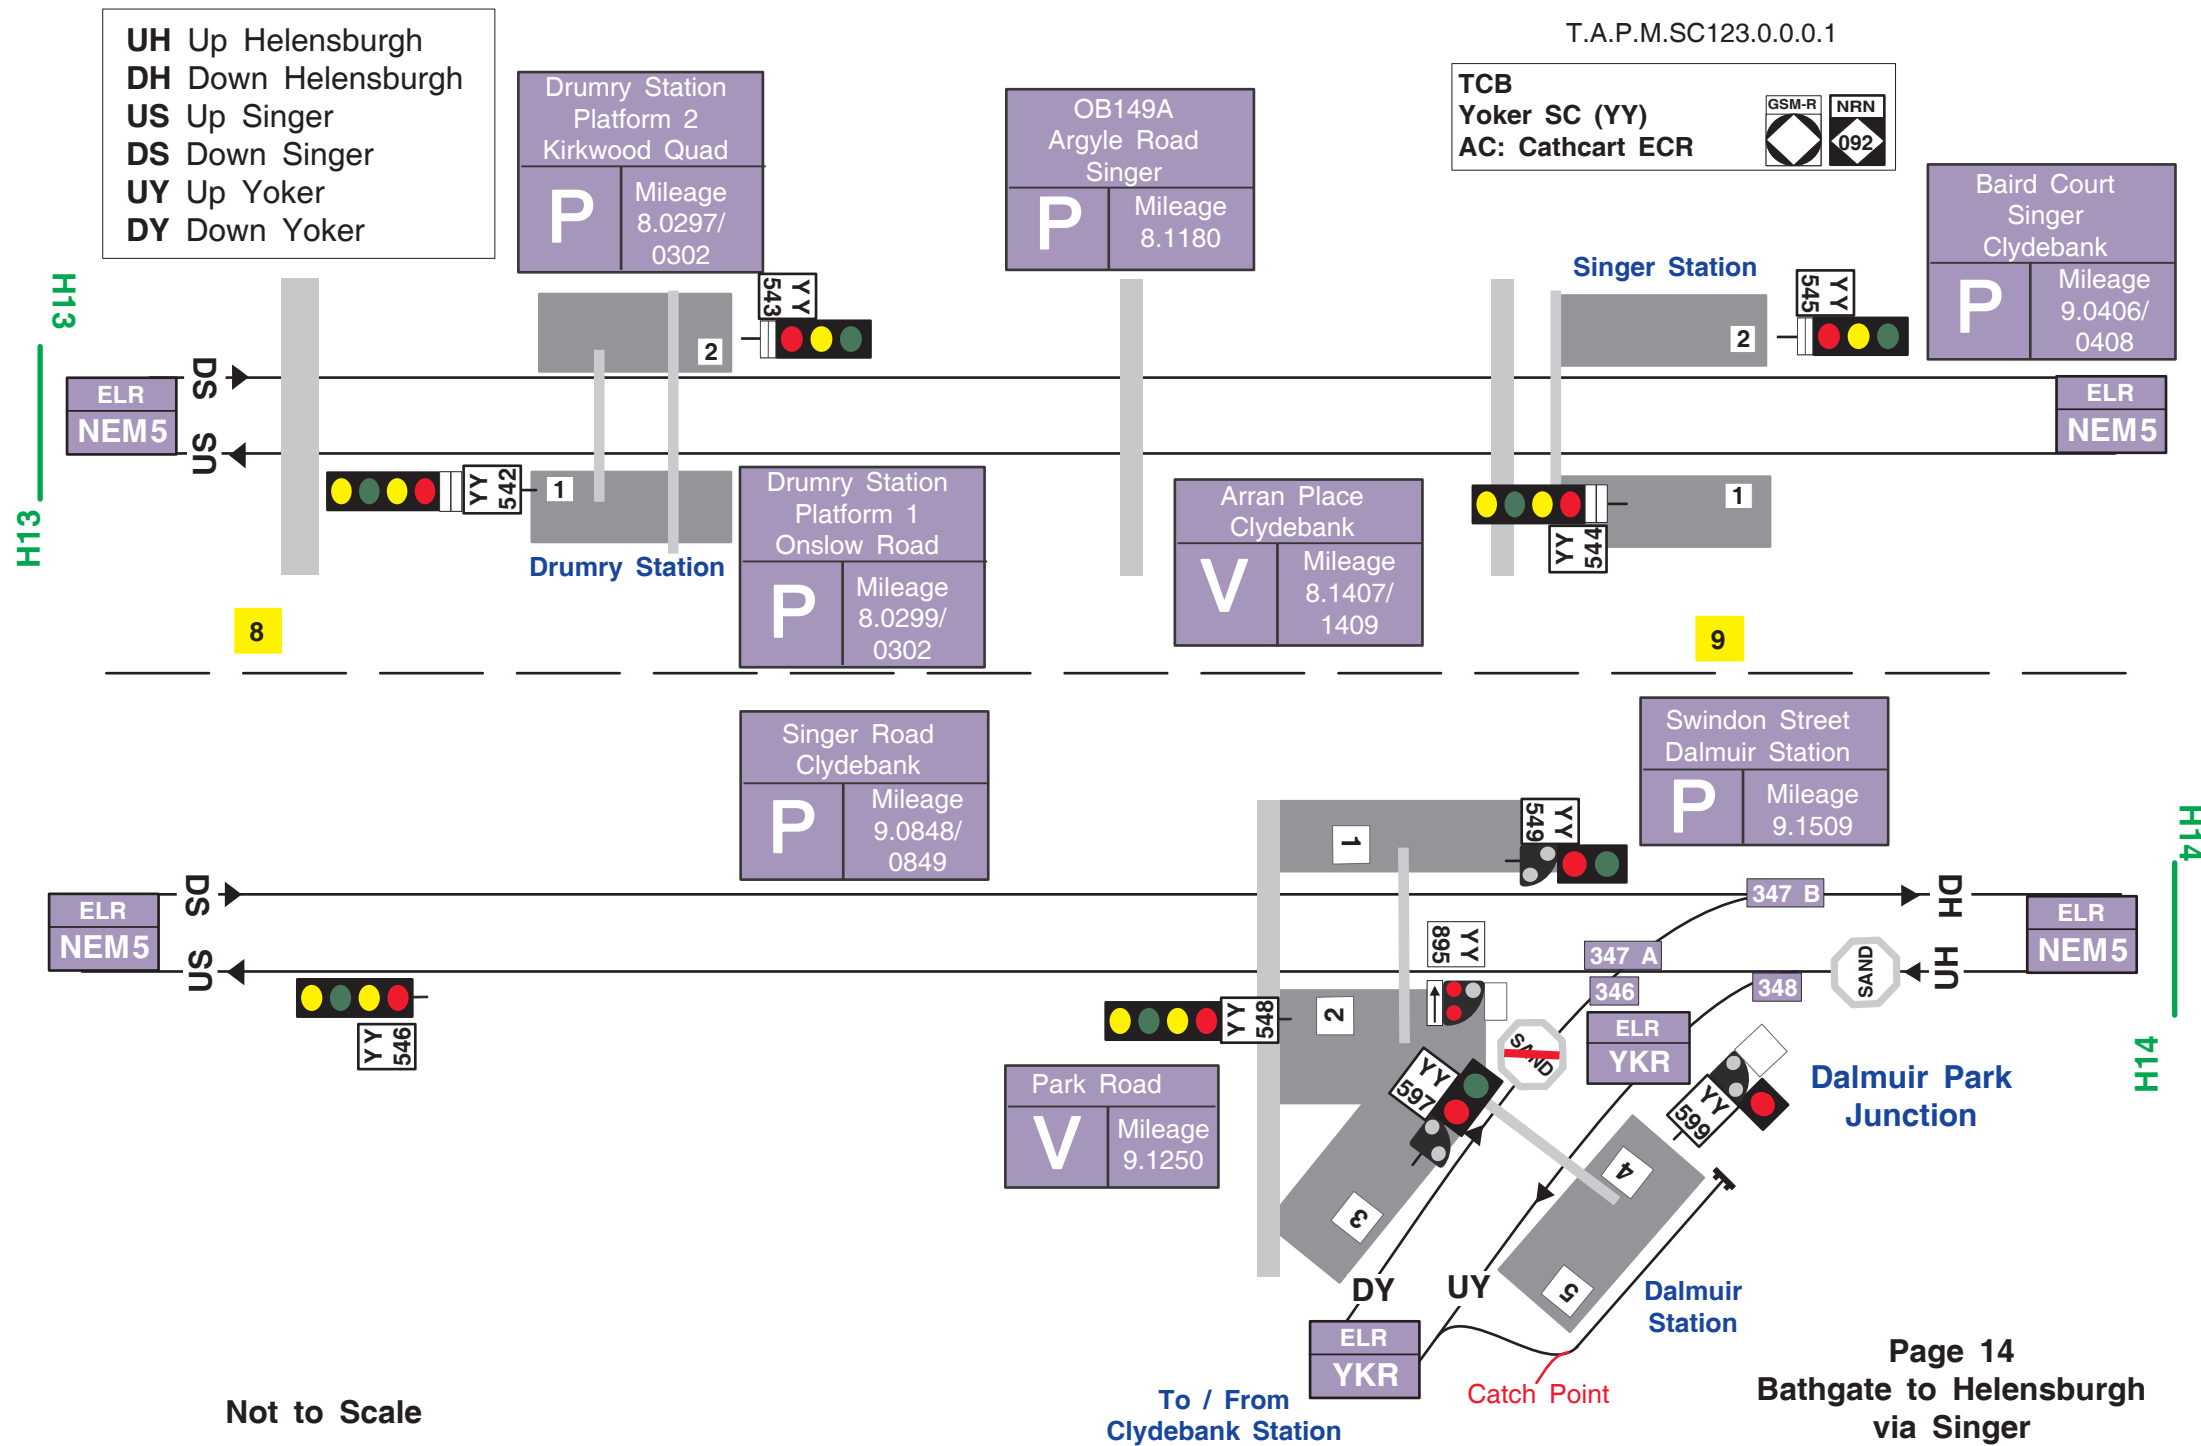 UH Up Helensburgh
DH Down Helensburgh
US Up Singer
DS Down Singer
UY Up Yoker
DY Down Yoker
T.A.P.M.SC123.0.0.0.1
TCB
Yoker SC (YY)
AC: Cathcart ECR
GSM-R
NRN
092
Drumry Station
Platform 2
Kirkwood Quad
P
Mileage
8.0297/
0302
OB149A
Argyle Road
Singer
P
Mileage
8.1180
Baird Court
Singer
Clydebank
P
Mileage
9.0406/
0408
Singer Station
H13
YY
543
YY
545
2
2
DS
ELR
NEM5
ELR
NEM5
US
YY
542
1
1
YY
544
H13
Drumry Station
Drumry Station
Platform 1
Onslow Road
P
Mileage
8.0299/
0302
Arran Place
Clydebank
V
Mileage
8.1407/
1409
8
9
Singer Road
Clydebank
P
Mileage
9.0848/
0849
Swindon Street
Dalmuir Station
P
Mileage
9.1509
H14
YY
549
1
DS
347 B
DH
ELR
NEM5
ELR
NEM5
US
YY
895
347 A
346
348
SAND
UH
YY
546
YY
548
2
SAND
ELR
YKR
H14
Park Road
V
Mileage
9.1250
YY
597
YY
599
Dalmuir Park
Junction
3
4
5
DY
UY
Dalmuir
Station
ELR
YKR
Catch Point
To / From
Clydebank Station
Not to Scale
Page 14
Bathgate to Helensburgh
via Singer